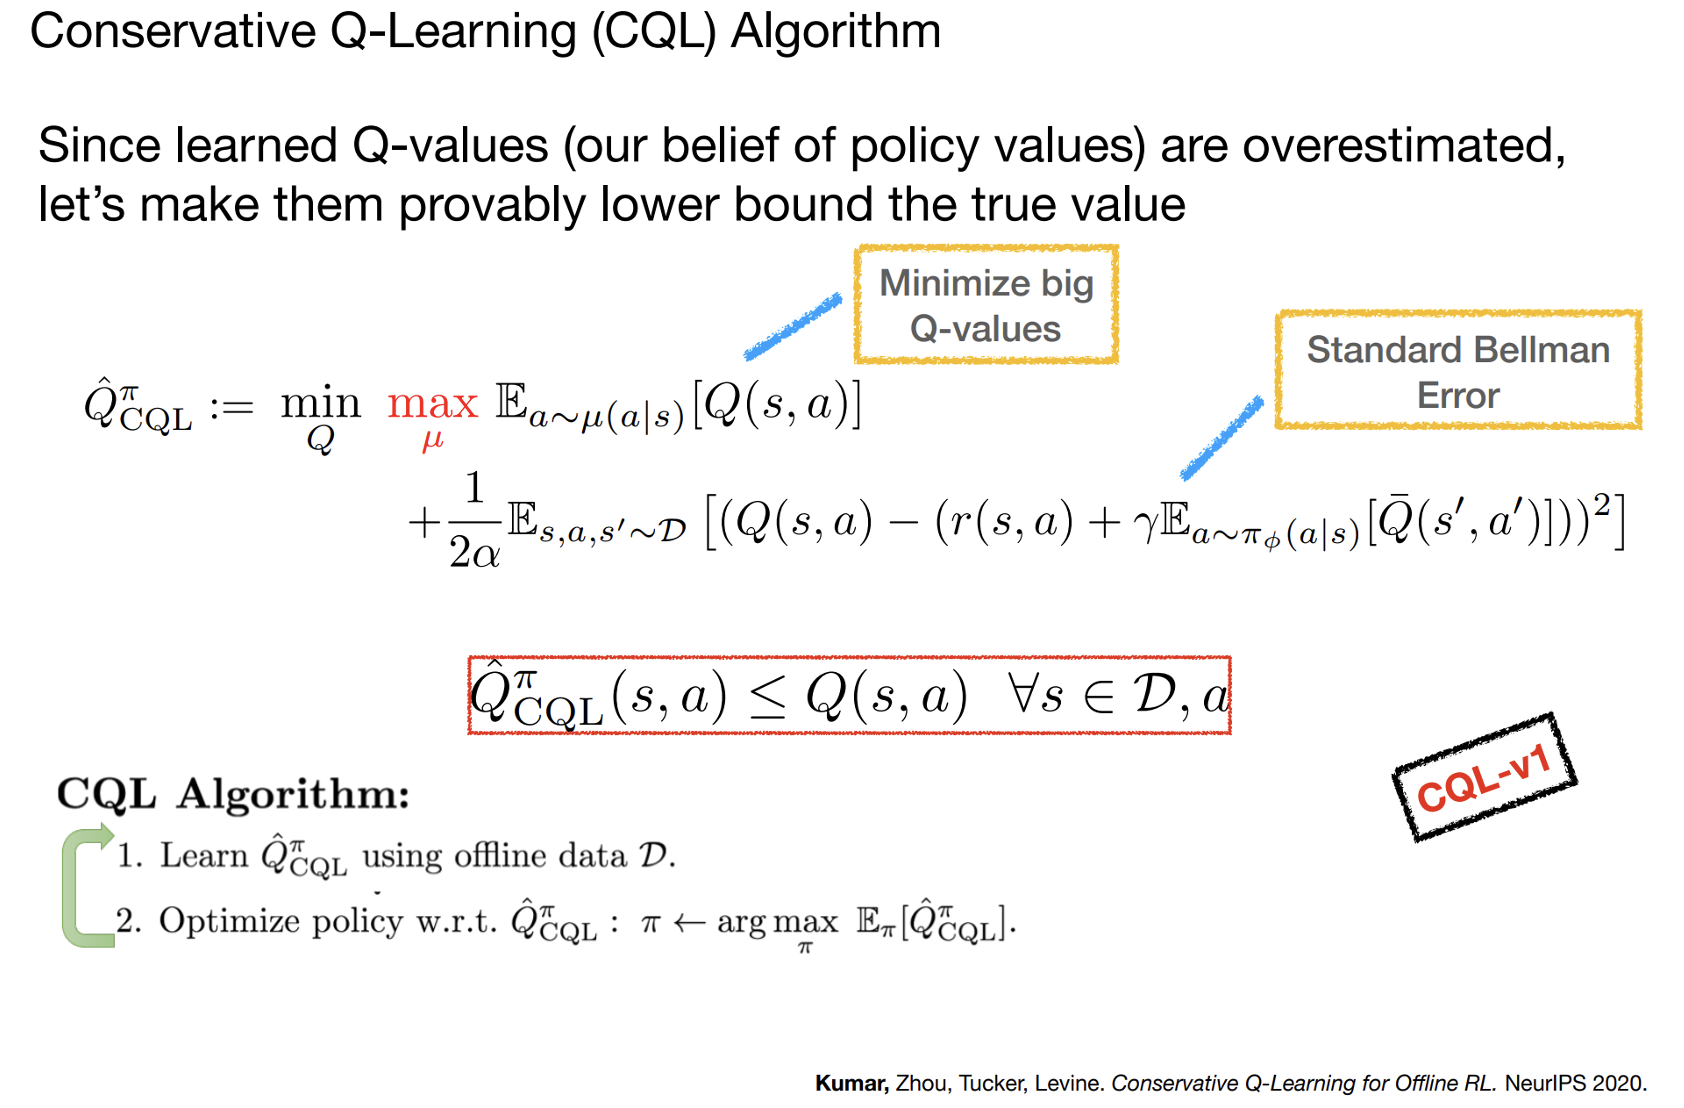 Conservative Q-Learning (CQL) Algorithm
Since learned Q-values (our belief of policy values) are overestimated,
let's make them provably lower bound the true value
Minimize big
Q-values
Standard Bellman
Error
$\hat{Q}^{\pi}_{\text{CQL}} := \min_{Q} \max_{\mu} \mathbb{E}_{a \sim \mu(a|s)}[Q(s, a)]$
$+ \frac{1}{2\alpha} \mathbb{E}_{s,a,s' \sim \mathcal{D}} \left[(Q(s, a) - (r(s, a) + \gamma \mathbb{E}_{a \sim \pi_{\phi}(a|s)}[\bar{Q}(s', a')]))^2\right]$
$\hat{Q}^{\pi}_{\text{CQL}}(s, a) \leq Q(s, a) \;\; \forall s \in \mathcal{D}, a$
CQL-v1
CQL Algorithm:
1. Learn $\hat{Q}^{\pi}_{\text{CQL}}$ using offline data $\mathcal{D}$.
2. Optimize policy w.r.t. $\hat{Q}^{\pi}_{\text{CQL}}$ : $\pi \leftarrow \arg\max_{\pi} \mathbb{E}_{\pi}[\hat{Q}^{\pi}_{\text{CQL}}]$.
Kumar, Zhou, Tucker, Levine. Conservative Q-Learning for Offline RL. NeurIPS 2020.